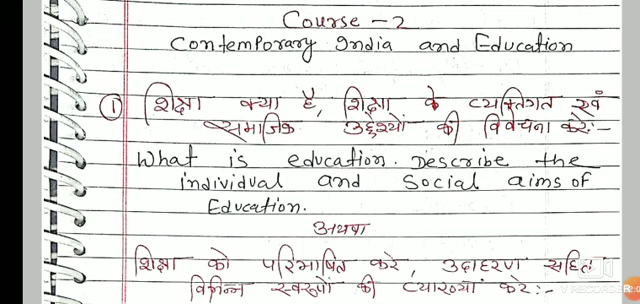 Course - 2
Contemporary India and Education
① शिक्षा क्या है, शिक्षा के व्यक्तिगत एवं
समाजिक उद्देश्यों की विवेचना करे:-
What is education. Describe the
individual and Social aims of
Education.
अथवा
शिक्षा को परिभाषित करे, उदाहरण सहित
विभिन्न स्वरूपों की व्याख्या करे:-